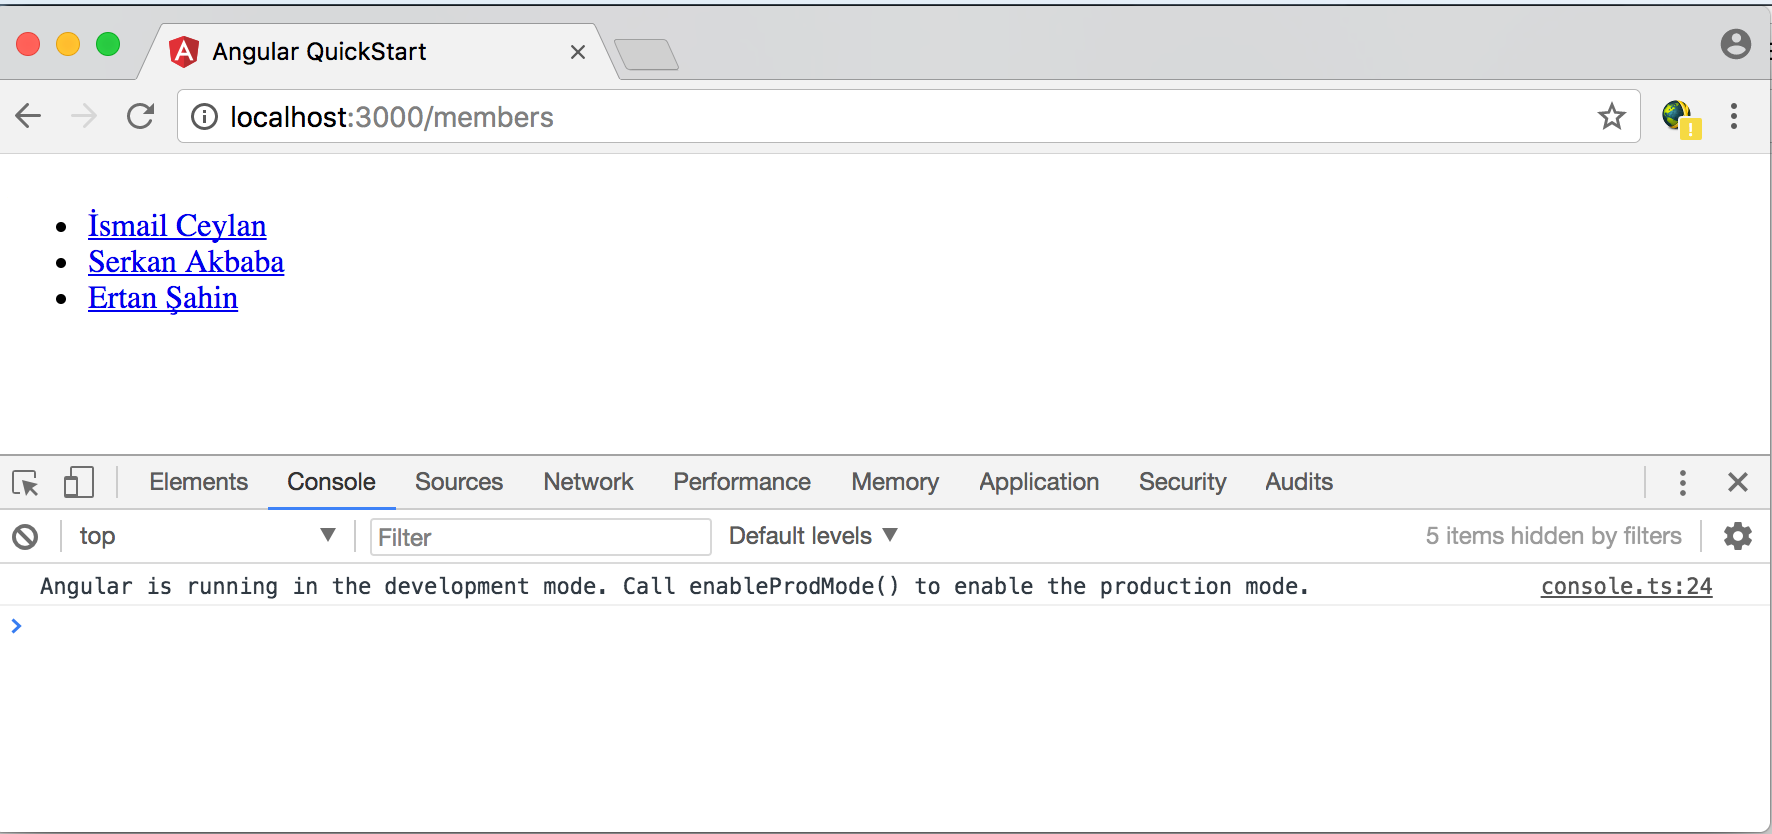 Angular QuickStart
localhost:3000/members
İsmail Ceylan
Serkan Akbaba
Ertan Şahin
Elements Console Sources Network Performance Memory Application Security Audits
top Filter Default levels 5 items hidden by filters
Angular is running in the development mode. Call enableProdMode() to enable the production mode. console.ts:24